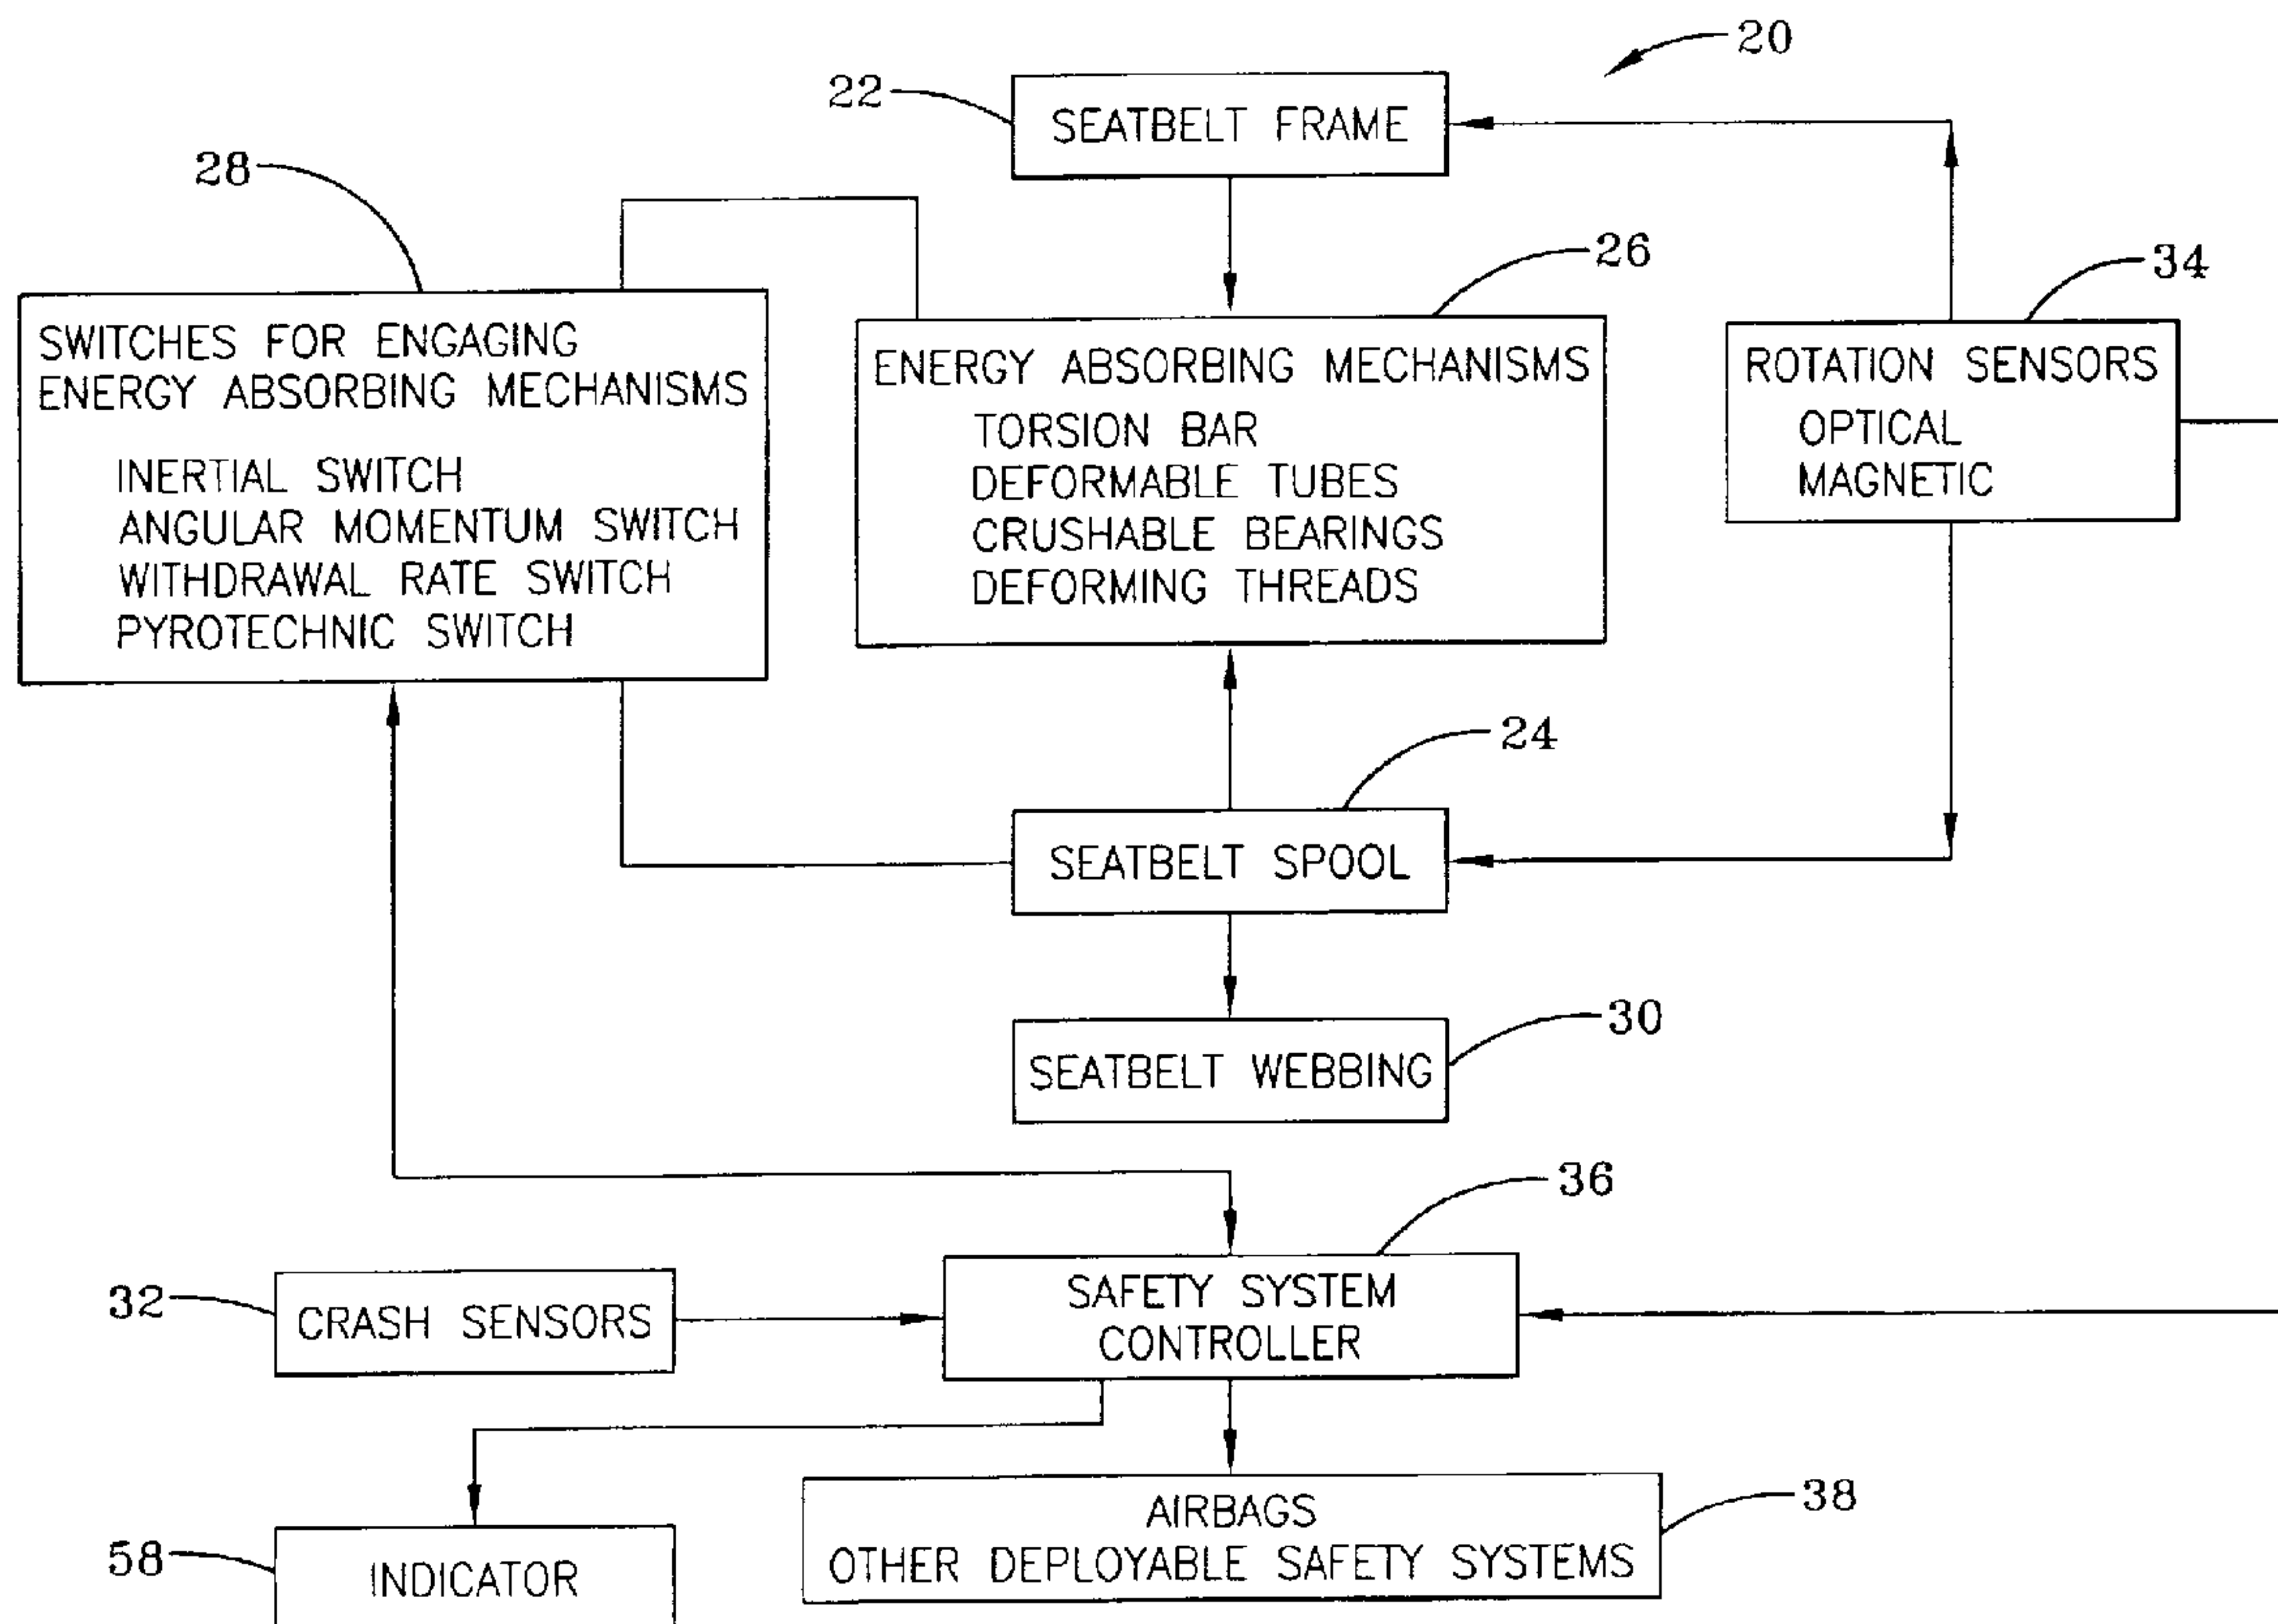 20
22
SEATBELT FRAME
28
26
34
SWITCHES FOR ENGAGING
ENERGY ABSORBING MECHANISMS
INERTIAL SWITCH
ANGULAR MOMENTUM SWITCH
WITHDRAWAL RATE SWITCH
PYROTECHNIC SWITCH
ENERGY ABSORBING MECHANISMS
TORSION BAR
DEFORMABLE TUBES
CRUSHABLE BEARINGS
DEFORMING THREADS
ROTATION SENSORS
OPTICAL
MAGNETIC
24
SEATBELT SPOOL
30
SEATBELT WEBBING
36
32
CRASH SENSORS
SAFETY SYSTEM
CONTROLLER
58
INDICATOR
AIRBAGS
OTHER DEPLOYABLE SAFETY SYSTEMS
38